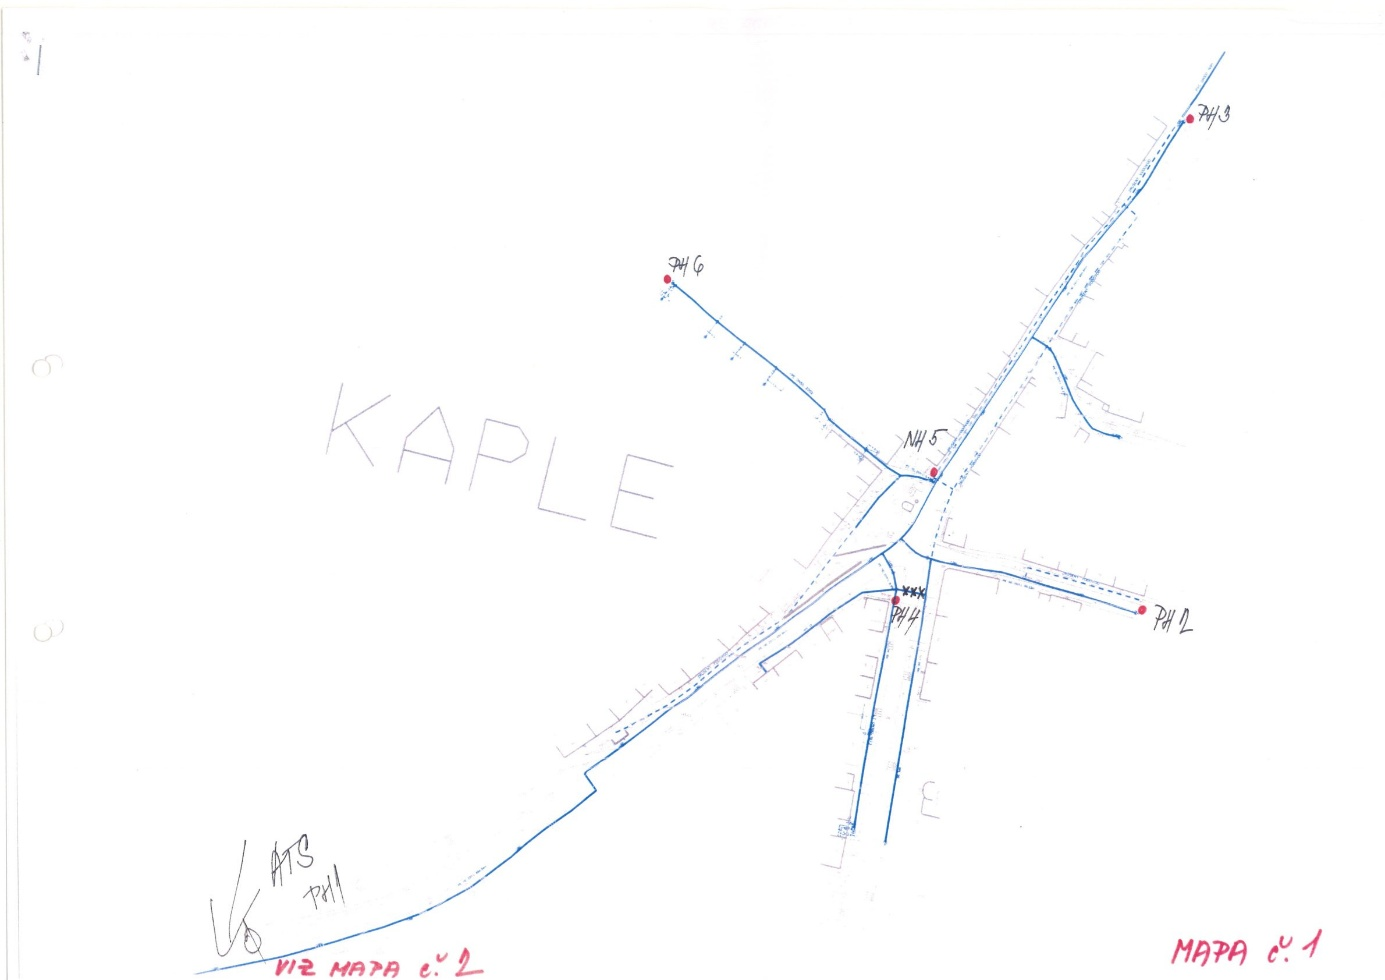 PH3
PH6
KAPLE
NH5
PH4
PH2
ATS
PH1
VIZ MAPA č. 2
MAPA č. 1